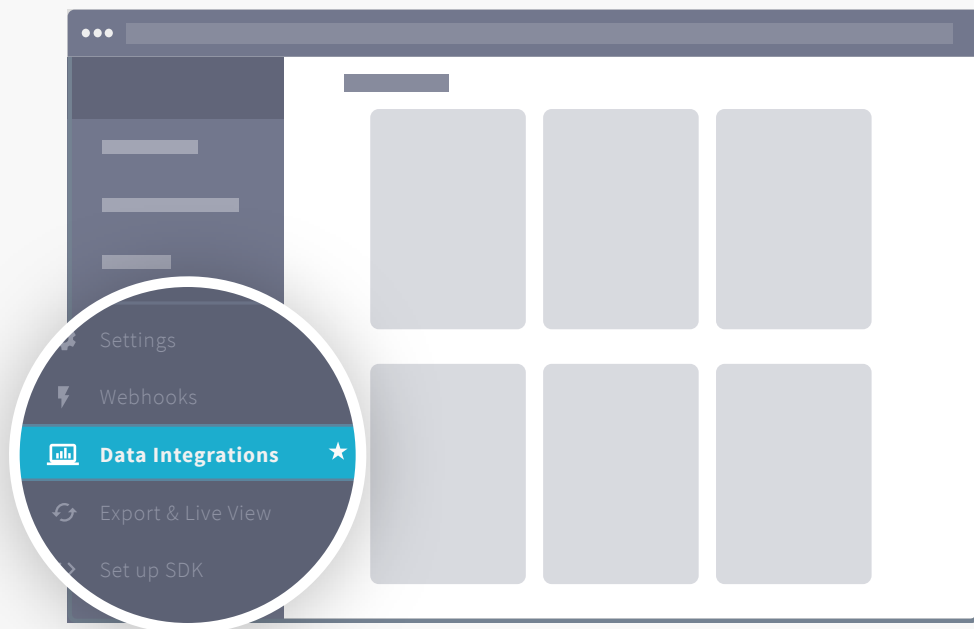 Settings
Webhooks
Data Integrations
Export & Live View
Set up SDK